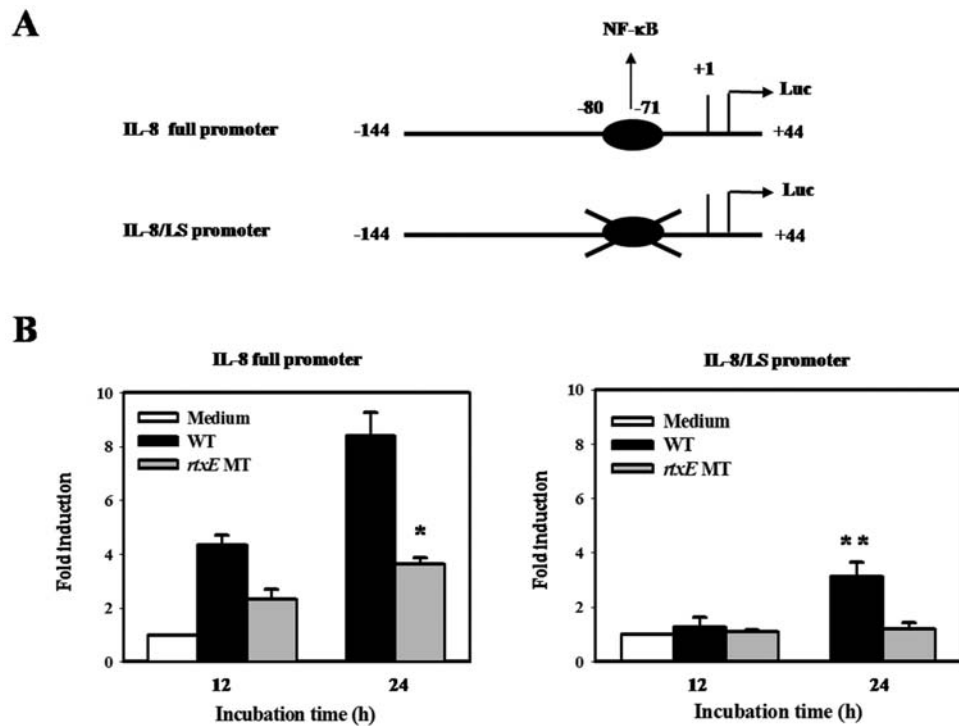 A
NF-κB
+1
-80
-71
Luc
IL-8 full promoter
-144
+44
Luc
IL-8/LS promoter
-144
+44
B
IL-8 full promoter
10
8
6
4
2
0
Fold induction
Medium
WT
rtxE MT
*
12
24
Incubation time (h)
IL-8/LS promoter
10
8
6
4
2
0
Fold induction
Medium
WT
rtxE MT
**
12
24
Incubation time (h)